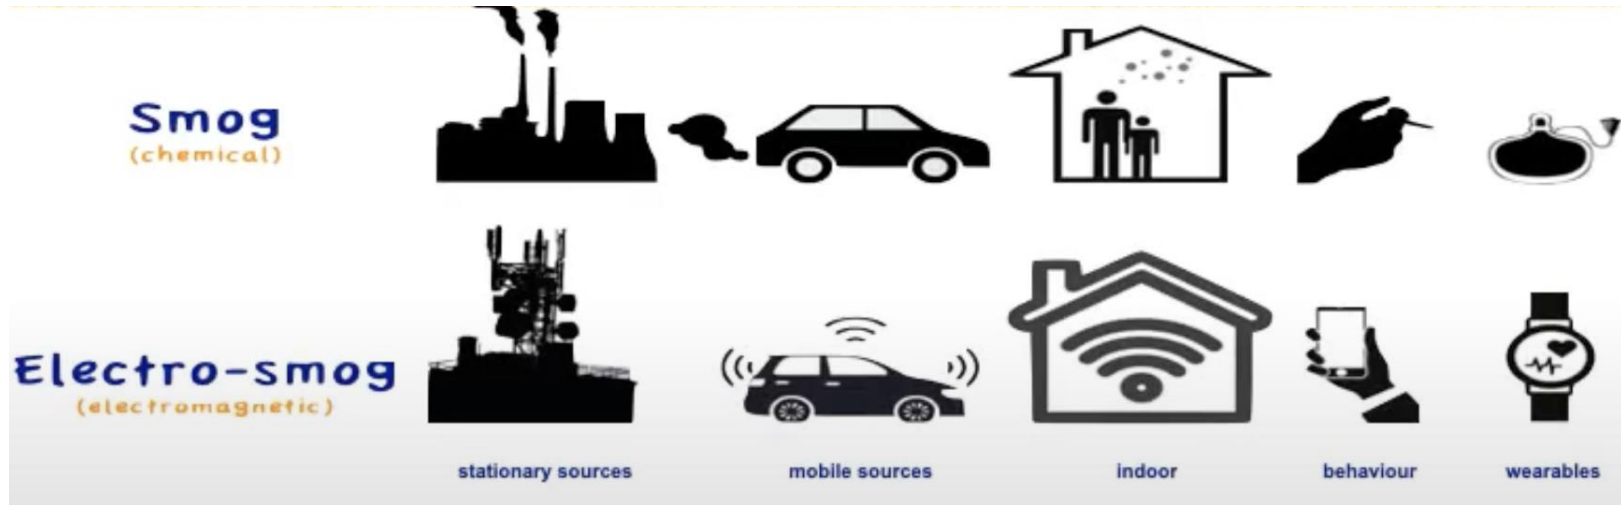 Smog
(chemical)
Electro-smog
(electromagnetic)
stationary sources
mobile sources
indoor
behaviour
wearables